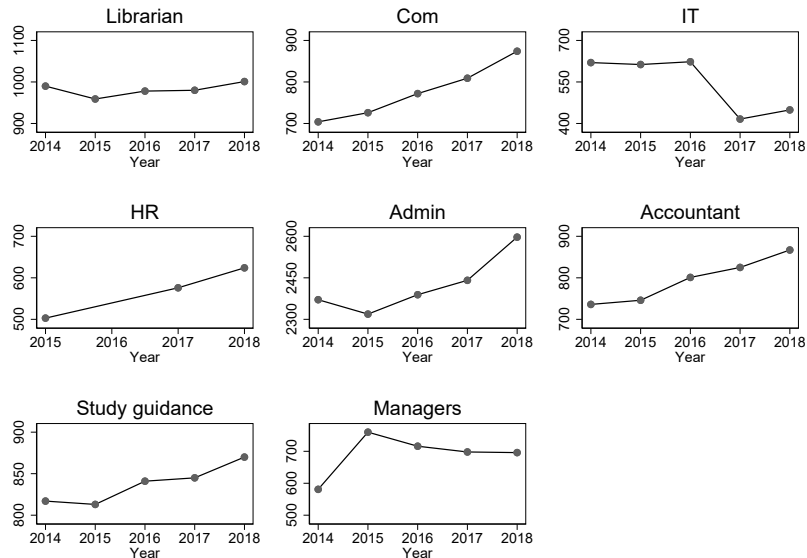 Librarian
1100
1000
900
2014 2015 2016 2017 2018
Year
Com
900
800
700
2014 2015 2016 2017 2018
Year
IT
700
550
400
2014 2015 2016 2017 2018
Year
HR
700
600
500
2015 2016 2017 2018
Year
Admin
2600
2450
2300
2014 2015 2016 2017 2018
Year
Accountant
900
800
700
2014 2015 2016 2017 2018
Year
Study guidance
900
850
800
2014 2015 2016 2017 2018
Year
Managers
700
600
500
2014 2015 2016 2017 2018
Year